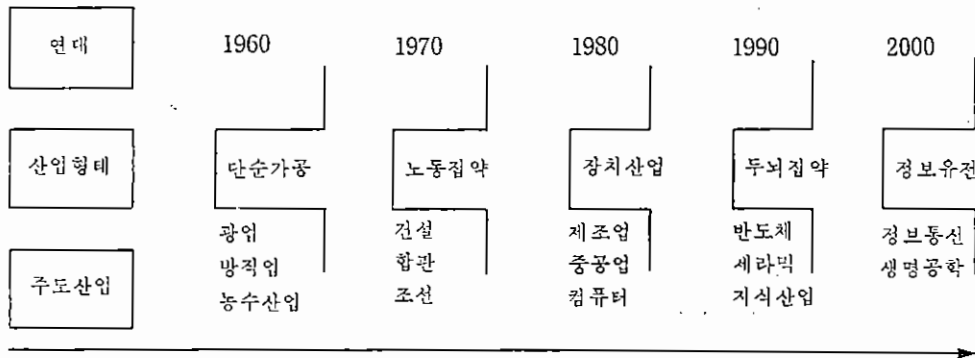 연대 1960 1970 1980 1990 2000
산업형태 단순가공 노동집약 장치산업 두뇌집약 정보유전
광업 건설 제조업 반도체 정브통신
주도산업 방직업 합판 중공업 세라믹 생명공학
농수산업 조선 컴퓨터 지식산업